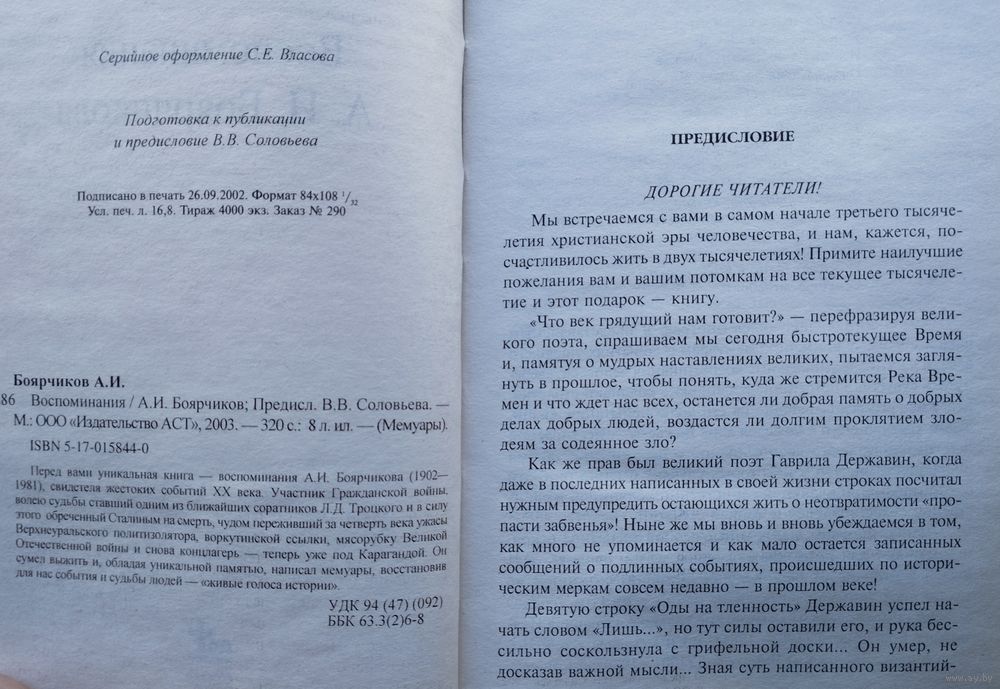 Серийное оформление С.Е. Власова
Подготовка к публикации
и предисловие В.В. Соловьева
Подписано в печать 26.09.2002. Формат 84х108 1/32
Усл. печ. л. 16,8. Тираж 4000 экз. Заказ № 290
Боярчиков А.И.
86 Воспоминания / А.И. Боярчиков; Предисл. В.В. Соловьева. —
М.: ООО «Издательство АСТ», 2003. — 320 с.: 8 л. ил. — (Мемуары).
ISBN 5-17-015844-0
Перед вами уникальная книга — воспоминания А.И. Боярчикова (1902–
1981), свидетеля жестоких событий XX века. Участник Гражданской войны,
волею судьбы ставший одним из ближайших соратников Л.Д. Троцкого и в силу
этого обреченный Сталиным на смерть, чудом переживший за четверть века ужасы
Верхнеуральского политизолятора, воркутинской ссылки, мясорубку Великой
Отечественной войны и снова концлагерь — теперь уже под Карагандой. Он
сумел выжить и, обладая уникальной памятью, написал мемуары, восстановив
для нас события и судьбы людей — «живые голоса истории».
УДК 94 (47) (092)
ББК 63.3(2)6-8
ПРЕДИСЛОВИЕ
ДОРОГИЕ ЧИТАТЕЛИ!
Мы встречаемся с вами в самом начале третьего тысяче-
летия христианской эры человечества, и нам, кажется, по-
счастливилось жить в двух тысячелетиях! Примите наилучшие
пожелания вам и вашим потомкам на все текущее тысячеле-
тие и этот подарок — книгу.
«Что век грядущий нам готовит?» — перефразируя вели-
кого поэта, спрашиваем мы сегодня быстротекущее Время
и, памятуя о мудрых наставлениях великих, пытаемся загля-
нуть в прошлое, чтобы понять, куда же стремится Река Вре-
мен и что ждет нас всех, останется ли добрая память о добрых
делах добрых людей, воздастся ли долгим проклятием зло-
деям за содеянное зло?
Как же прав был великий поэт Гаврила Державин, когда
даже в последних написанных в своей жизни строках посчитал
нужным предупредить остающихся жить о неотвратимости «про-
пасти забвенья»! Ныне же мы вновь и вновь убеждаемся в том,
как много не упоминается и как мало остается записанных
сообщений о подлинных событиях, происшедших по истори-
ческим меркам совсем недавно — в прошлом веке!
Девятую строку «Оды на тленность» Державин успел на-
чать словом «Лишь...», но тут силы оставили его, и рука бес-
сильно соскользнула с грифельной доски... Он умер, не
досказав важной мысли... Зная суть написанного византий-
www.ay.by